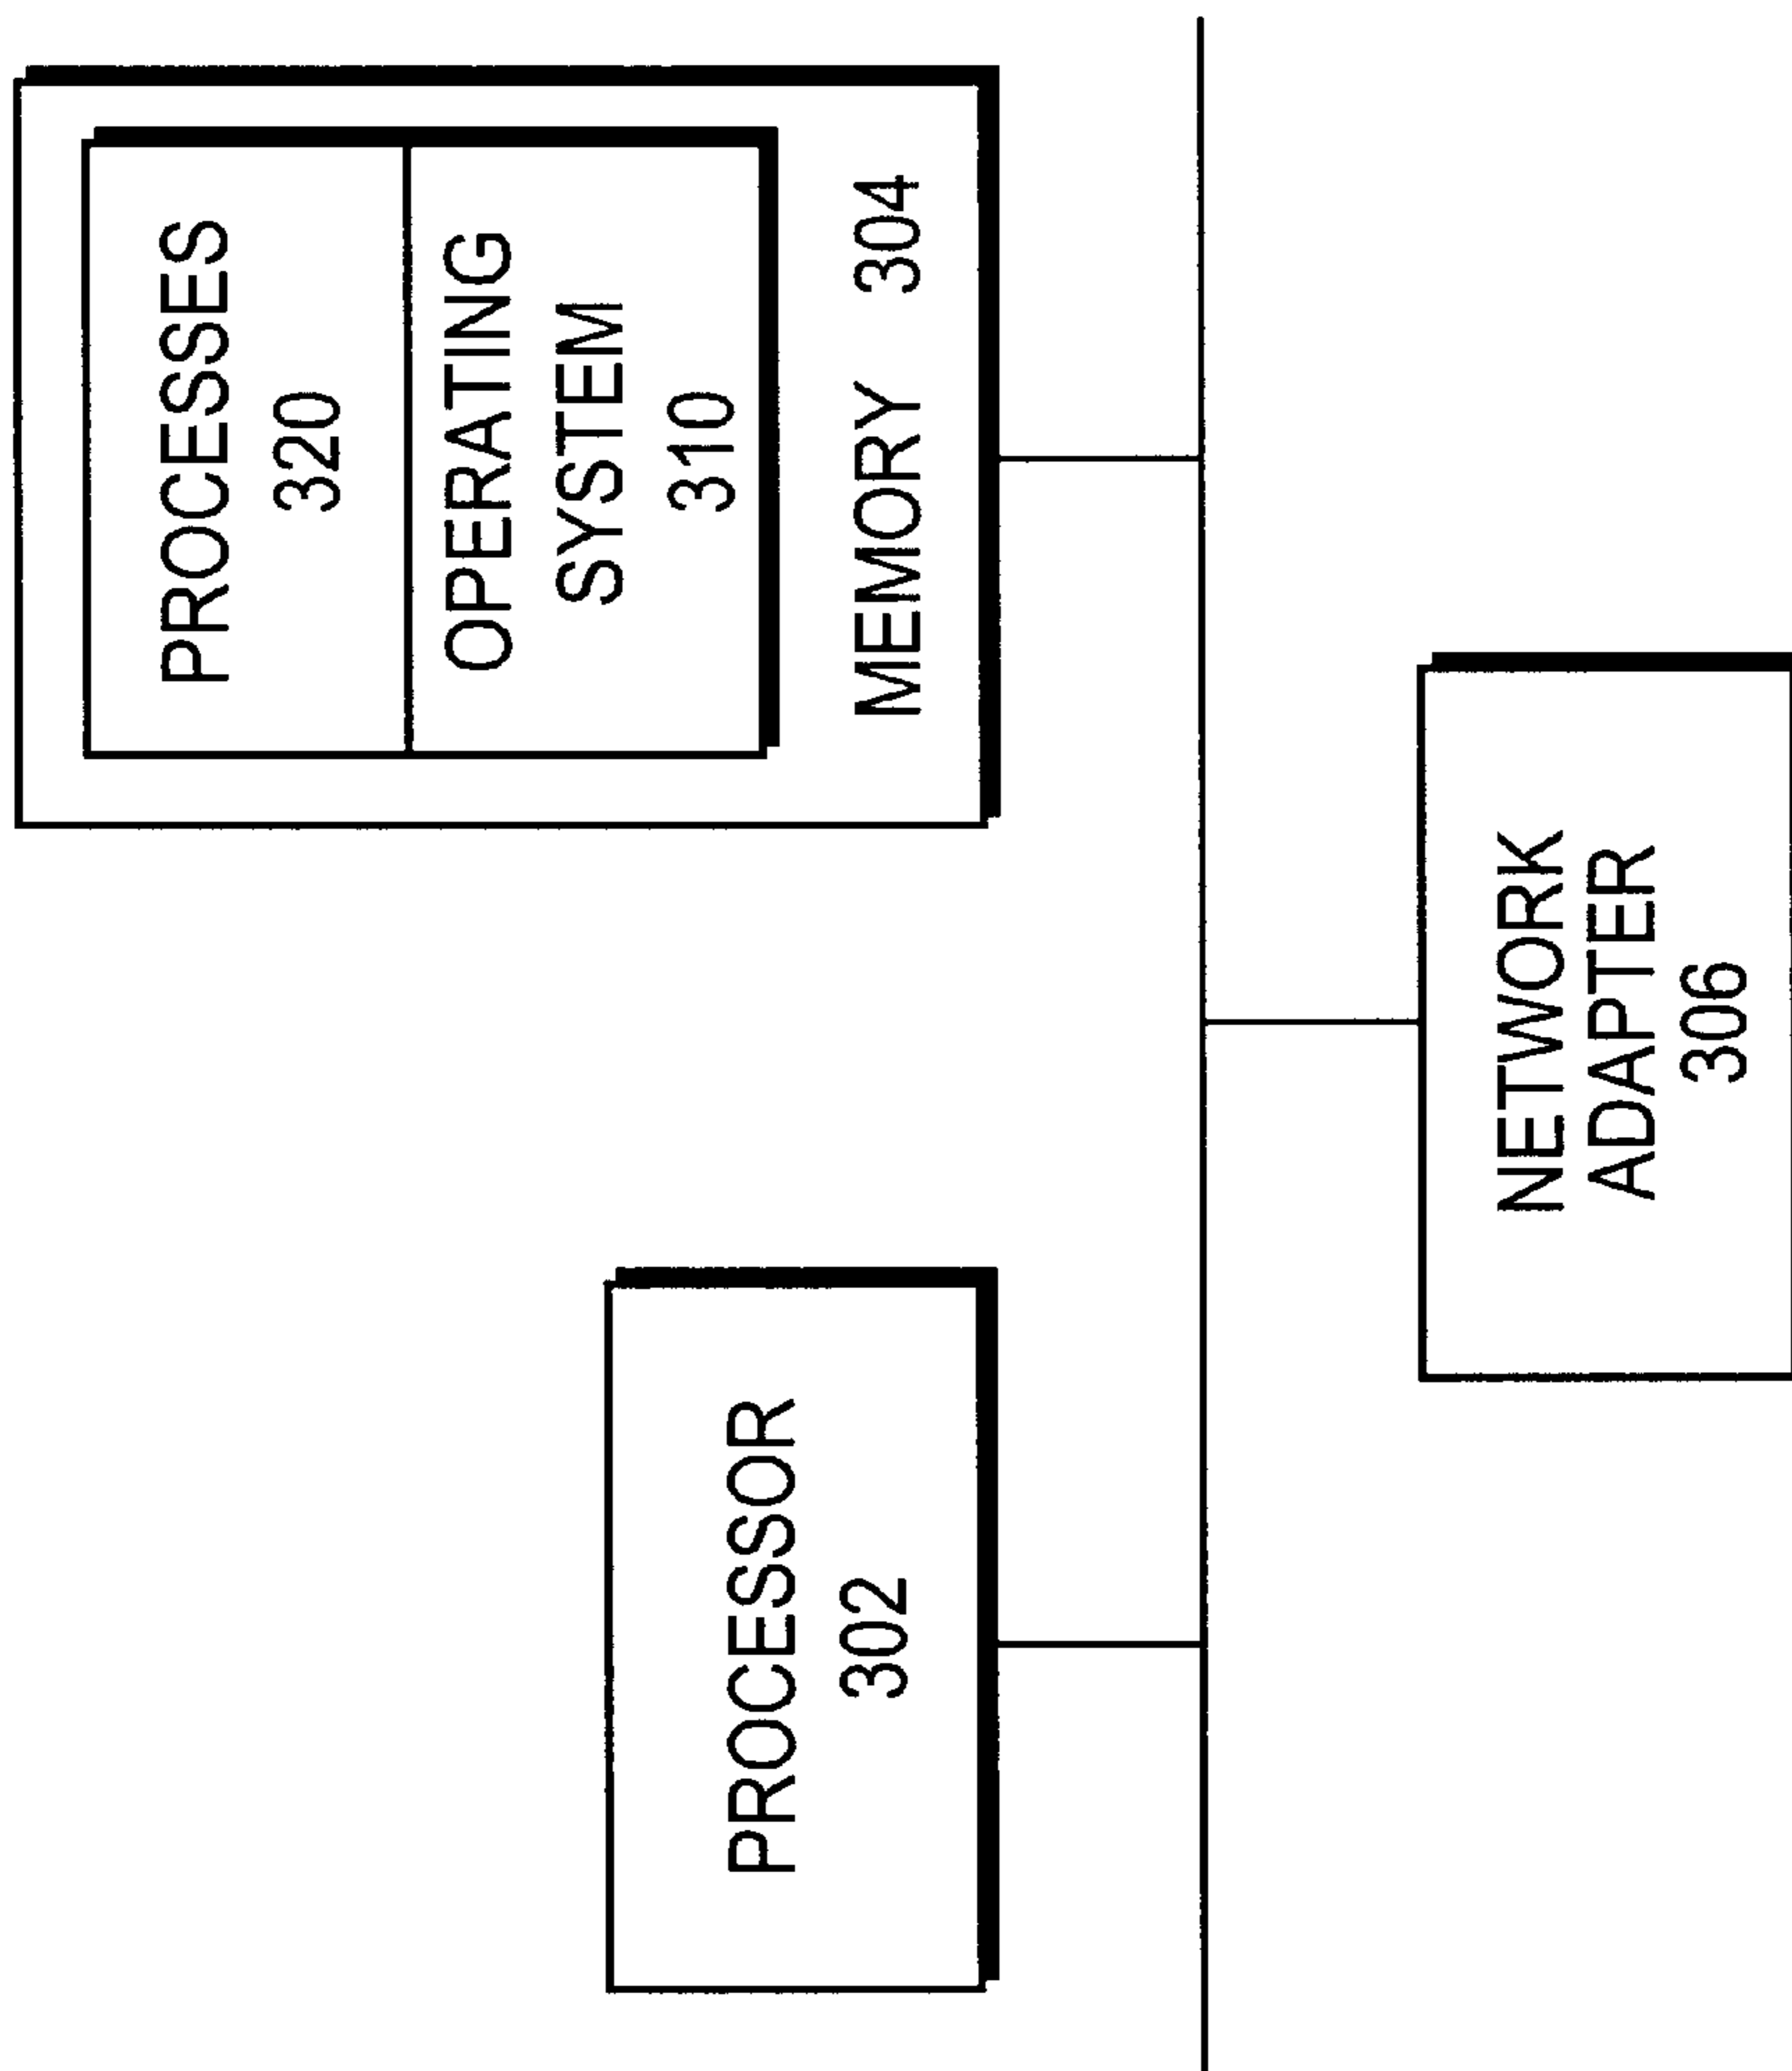 PROCESSES
320
OPERATING
SYSTEM
310
MEMORY 304
PROCESSOR
302
NETWORK
ADAPTER
306